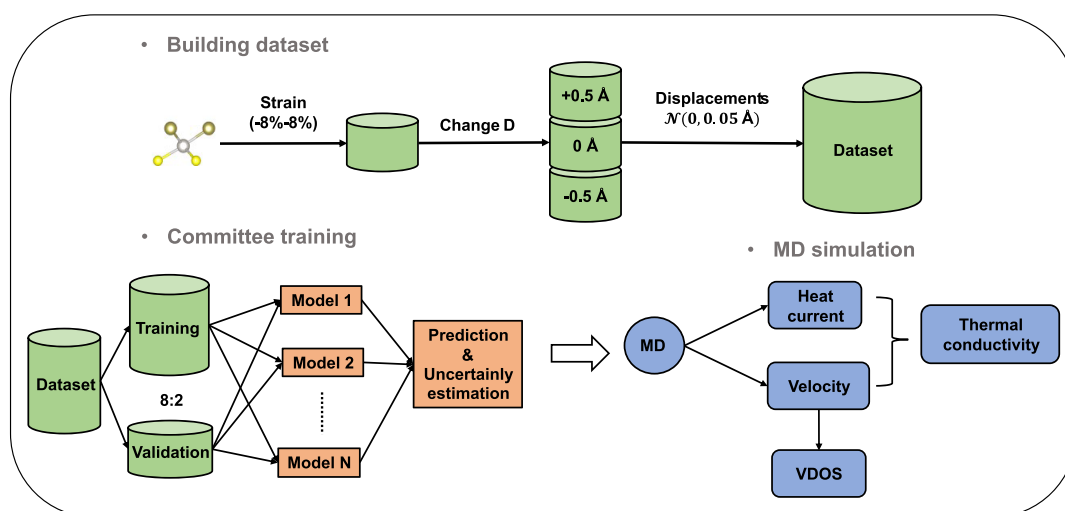 • Building dataset
Strain
(-8%-8%)
Change D
+0.5 Å
0 Å
-0.5 Å
Displacements
𝒩(0, 0.05 Å)
Dataset
• Committee training
Dataset
Training
8:2
Validation
Model 1
Model 2
Model N
Prediction
&
Uncertainly
estimation
• MD simulation
MD
Heat
current
Velocity
VDOS
Thermal
conductivity